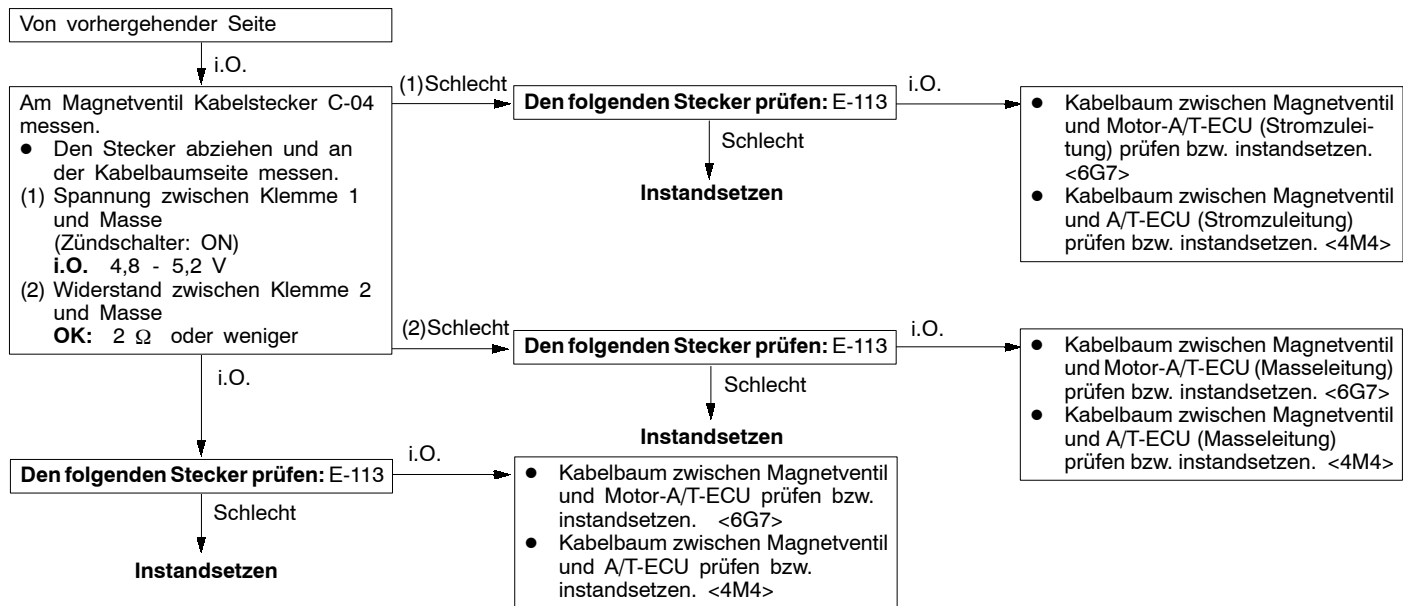 Von vorhergehender Seite
i.O.
Am Magnetventil Kabelstecker C-04
messen.
● Den Stecker abziehen und an
der Kabelbaumseite messen.
(1) Spannung zwischen Klemme 1
und Masse
(Zündschalter: ON)
i.O. 4,8 - 5,2 V
(2) Widerstand zwischen Klemme 2
und Masse
OK: 2 Ω oder weniger
(1)Schlecht
Den folgenden Stecker prüfen: E-113
i.O.
Schlecht
Instandsetzen
● Kabelbaum zwischen Magnetventil
und Motor-A/T-ECU (Stromzulei-
tung) prüfen bzw. instandsetzen.
<6G7>
● Kabelbaum zwischen Magnetventil
und A/T-ECU (Stromzuleitung)
prüfen bzw. instandsetzen. <4M4>
(2)Schlecht
Den folgenden Stecker prüfen: E-113
i.O.
Schlecht
Instandsetzen
● Kabelbaum zwischen Magnetventil
und Motor-A/T-ECU (Masseleitung)
prüfen bzw. instandsetzen. <6G7>
● Kabelbaum zwischen Magnetventil
und A/T-ECU (Masseleitung)
prüfen bzw. instandsetzen. <4M4>
i.O.
Den folgenden Stecker prüfen: E-113
i.O.
Schlecht
Instandsetzen
● Kabelbaum zwischen Magnetventil
und Motor-A/T-ECU prüfen bzw.
instandsetzen. <6G7>
● Kabelbaum zwischen Magnetventil
und A/T-ECU prüfen bzw.
instandsetzen. <4M4>